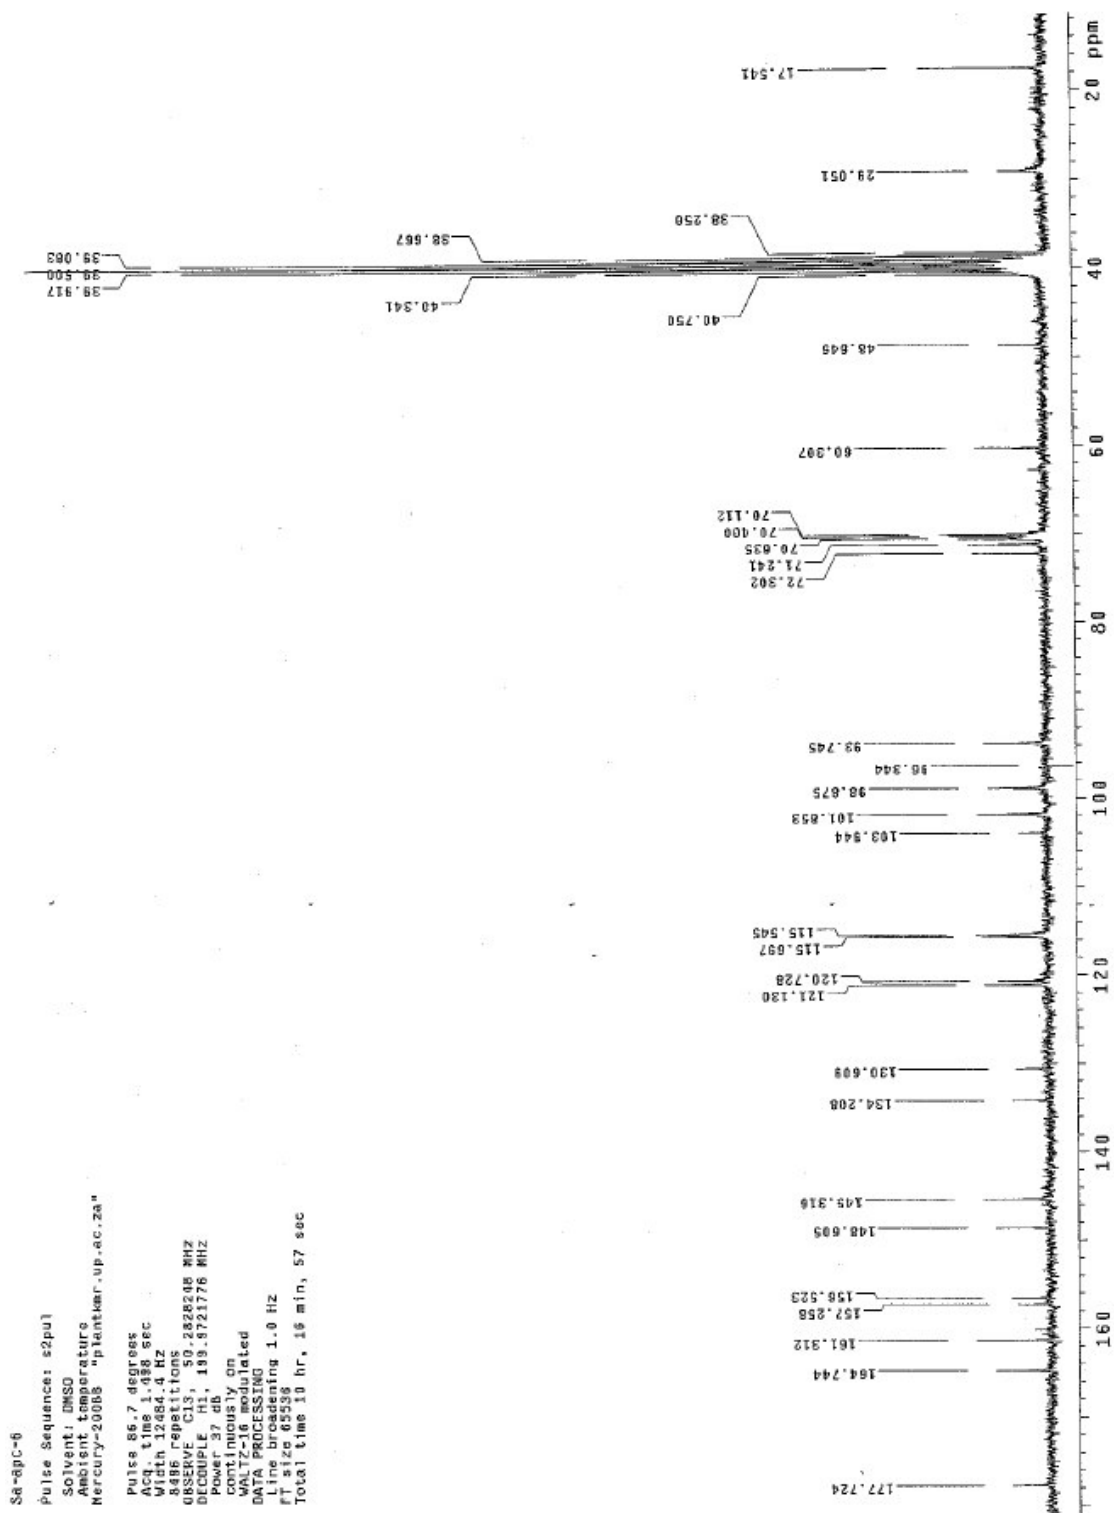 Sa-apC-6
Pulse Sequence: s2pul
Solvent: DMSO
Ambient temperature
Mercury-200BB "plantnmr.up.ac.za"
Pulse 86.7 degrees
Acq. time 1.498 sec
Width 12484.4 Hz
8496 repetitions
OBSERVE C13, 50.2828248 MHz
DECOUPLE H1, 199.9721776 MHz
Power 37 dB
continuously on
WALTZ-16 modulated
DATA PROCESSING
Line broadening 1.0 Hz
FT size 65536
Total time 10 hr, 16 min, 57 sec
177.724
164.744
161.312
157.258
156.523
148.605
145.316
134.208
130.609
121.130
120.728
115.697
115.545
103.944
101.853
98.675
96.344
93.745
72.302
71.241
70.635
70.400
70.112
60.307
48.645
40.750
40.341
39.917
39.500
39.083
38.667
38.250
29.051
17.541
160
140
120
100
80
60
40
20
ppm